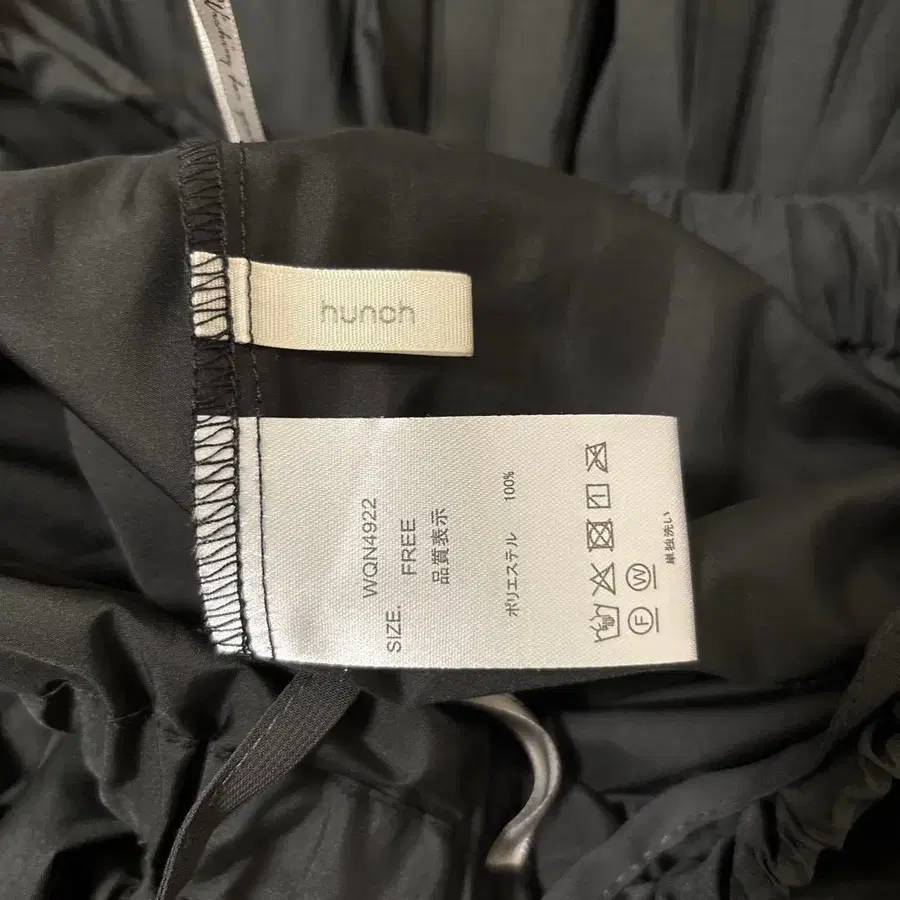 hunch
WQN4922
SIZE. FREE
品質表示
ポリエステル 100%
F W
単独洗い